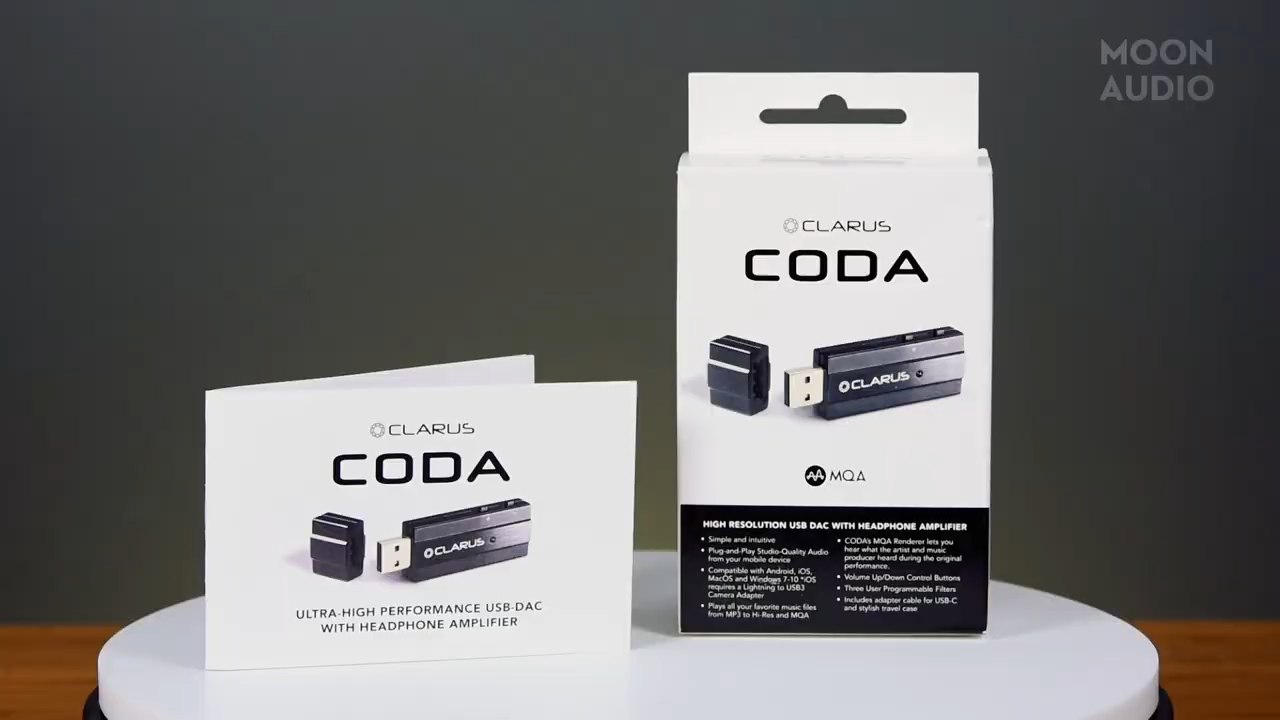 MOON
AUDIO
CLARUS
CODA
CLARUS
MQA
HIGH RESOLUTION USB DAC WITH HEADPHONE AMPLIFIER
• Simple and intuitive
• Plug-and-Play Studio-Quality Audio
from your mobile device
• Compatible with Android, iOS,
MacOS and Windows 7-10 *iOS
requires a Lightning to USB3
Camera Adapter
• Plays all your favorite music files
from MP3 to Hi-Res and MQA
• CODA's MQA Renderer lets you
hear what the artist and music
producer heard during the original
performance.
• Volume Up/Down Control Buttons
• Three User Programmable Filters
• Includes adapter cable for USB-C
and stylish travel case
CLARUS
CODA
CLARUS
ULTRA-HIGH PERFORMANCE USB-DAC
WITH HEADPHONE AMPLIFIER